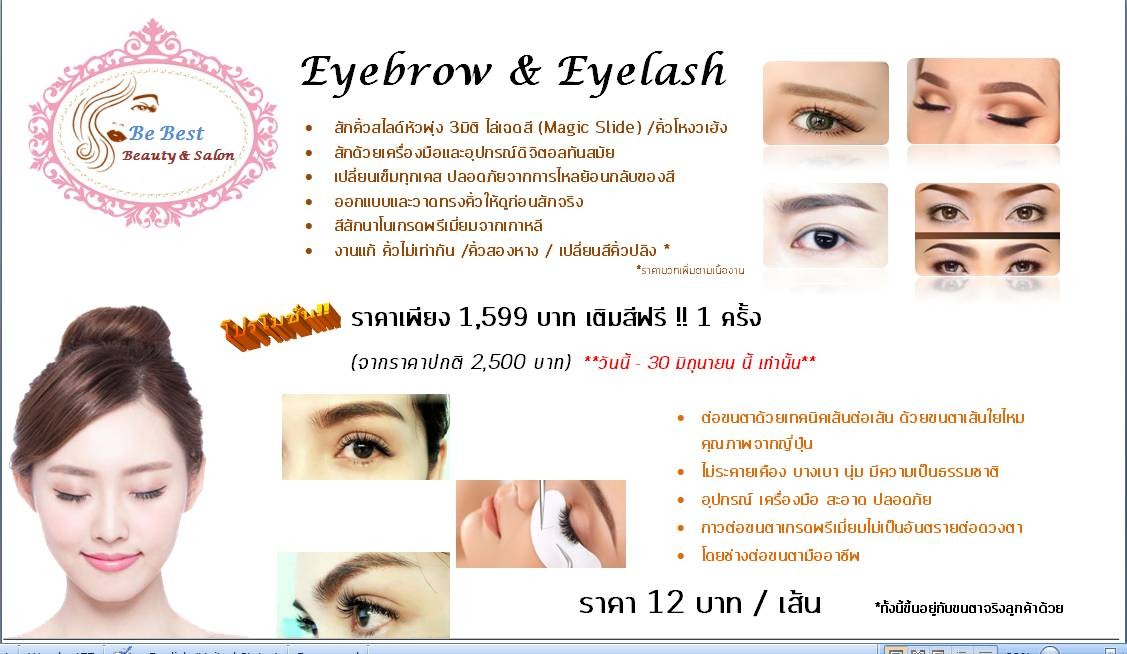 Be Best
Beauty & Salon
Eyebrow & Eyelash
• สักคิ้วสไลด์หัวฟุ้ง 3มิติ ไล่เฉดสี (Magic Slide) /คิ้วโหงวเฮ้ง
• สักด้วยเครื่องมือและอุปกรณ์ดิจิตอลทันสมัย
• เปลี่ยนเข็มทุกเคส ปลอดภัยจากการไหลย้อนกลับของสี
• ออกแบบและวาดทรงคิ้วให้ดูก่อนสักจริง
• สีสักนาโนเกรดพรีเมี่ยมจากเกาหลี
• งานแก้ คิ้วไม่เท่ากัน /คิ้วสองหาง / เปลี่ยนสีคิ้วปลิง *
*ราคาบวกเพิ่มตามเนื้องาน
โปรโมชั่น!!
ราคาเพียง 1,599 บาท เติมสีฟรี !! 1 ครั้ง
(จากราคาปกติ 2,500 บาท) **วันนี้ - 30 มิถุนายน นี้ เท่านั้น**
• ต่อขนตาด้วยเทคนิคเส้นต่อเส้น ด้วยขนตาเส้นใยไหม
คุณภาพจากญี่ปุ่น
• ไม่ระคายเคือง บางเบา นุ่ม มีความเป็นธรรมชาติ
• อุปกรณ์ เครื่องมือ สะอาด ปลอดภัย
• กาวต่อขนตาเกรดพรีเมี่ยมไม่เป็นอันตรายต่อดวงตา
• โดยช่างต่อขนตามืออาชีพ
ราคา 12 บาท / เส้น
*ทั้งนี้ขึ้นอยู่กับขนตาจริงลูกค้าด้วย